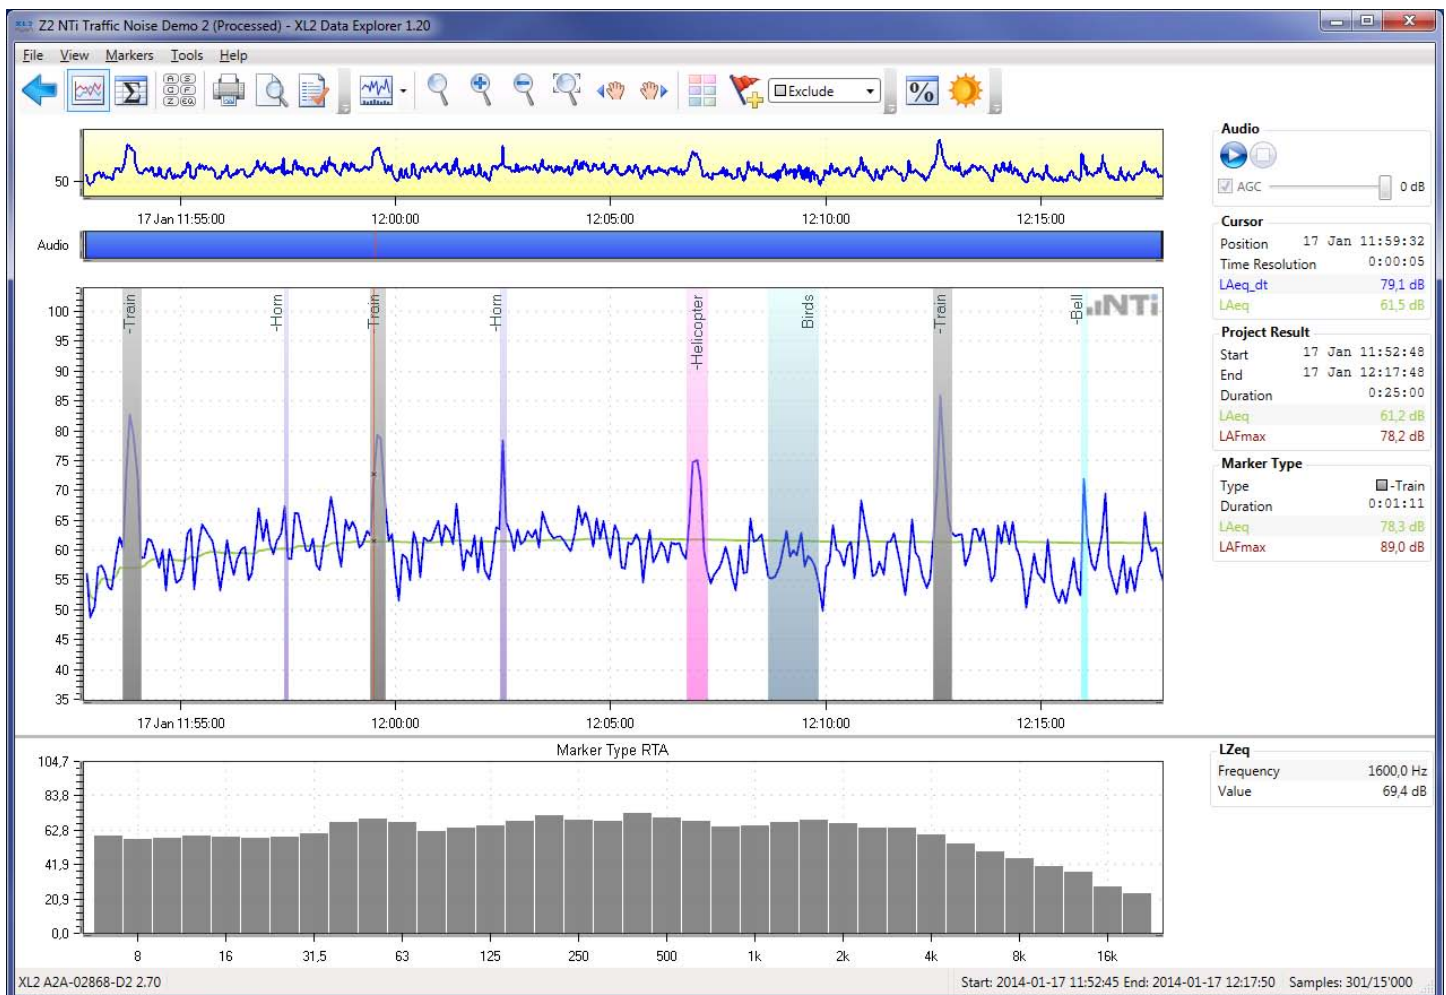 Z2 NTi Traffic Noise Demo 2 (Processed) - XL2 Data Explorer 1.20
File View Markers Tools Help
A S
G F
Z EQ
Σ
Exclude
%
50
17 Jan 11:55:00 12:00:00 12:05:00 12:10:00 12:15:00
Audio
-Train -Horn -Train -Horn -Helicopter Birds -Train -Bell NTi
100
95
90
85
80
75
70
65
60
55
50
45
40
35
17 Jan 11:55:00 12:00:00 12:05:00 12:10:00 12:15:00
Audio
AGC 0 dB
Cursor
Position 17 Jan 11:59:32
Time Resolution 0:00:05
LAeq_dt 79,1 dB
LAeq 61,5 dB
Project Result
Start 17 Jan 11:52:48
End 17 Jan 12:17:48
Duration 0:25:00
LAeq 61,2 dB
LAFmax 78,2 dB
Marker Type
Type -Train
Duration 0:01:11
LAeq 78,3 dB
LAFmax 89,0 dB
Marker Type RTA
104,7
83,8
62,8
41,9
20,9
0,0
8 16 31,5 63 125 250 500 1k 2k 4k 8k 16k
LZeq
Frequency 1600,0 Hz
Value 69,4 dB
XL2 A2A-02868-D2 2.70
Start: 2014-01-17 11:52:45 End: 2014-01-17 12:17:50 Samples: 301/15'000